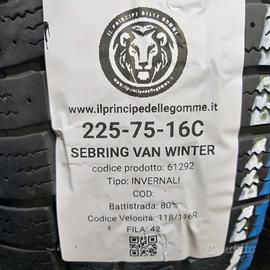 IL PRINCIPE DELLE GOMME
www.ilprincipedellegomme.it
225-75-16C
SEBRING VAN WINTER
codice prodotto: 61292
Tipo: INVERNALI
COD:
Battistrada: 80%
Codice Velocità: 118/116R
FILA: 42
subito